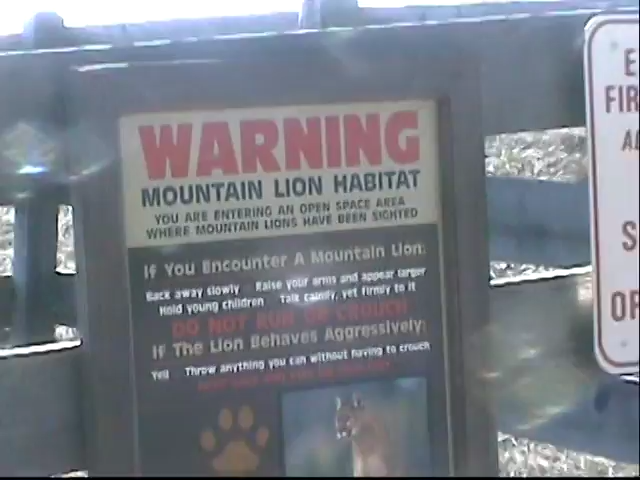 WARNING
MOUNTAIN LION HABITAT
YOU ARE ENTERING AN OPEN SPACE AREA
WHERE MOUNTAIN LIONS HAVE BEEN SIGHTED
If You Encounter A Mountain Lion:
Back away slowly Raise your arms and appear larger
Hold young children Talk calmly, yet firmly to it
DO NOT RUN OR CROUCH
If The Lion Behaves Aggressively:
Yell Throw anything you can without having to crouch
E
FIR
S
OP